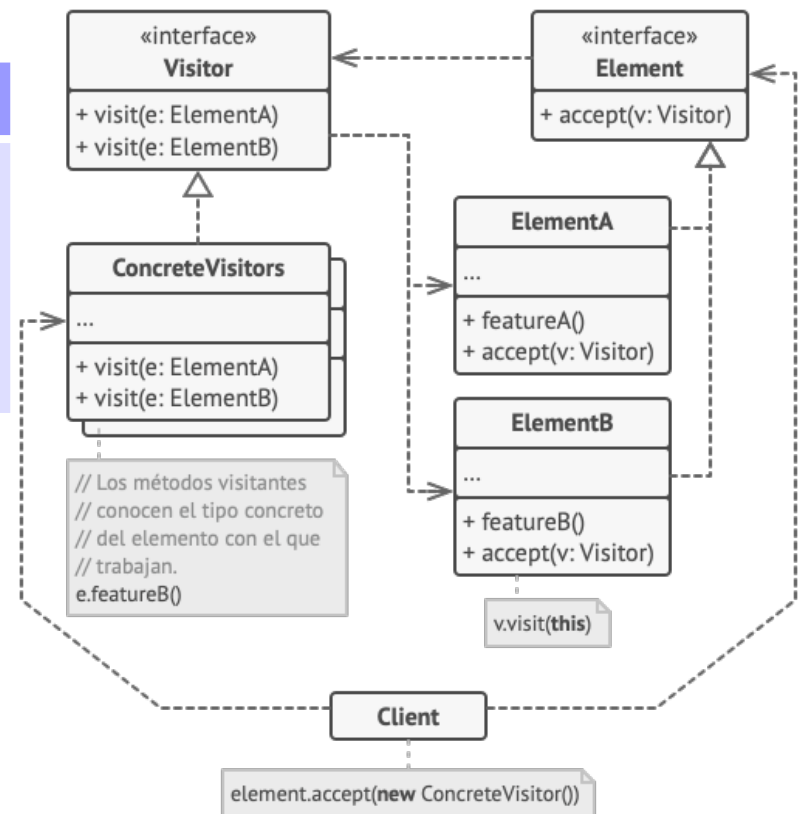 «interface»
Visitor
+ visit(e: ElementA)
+ visit(e: ElementB)
«interface»
Element
+ accept(v: Visitor)
ConcreteVisitors
...
+ visit(e: ElementA)
+ visit(e: ElementB)
// Los métodos visitantes
// conocen el tipo concreto
// del elemento con el que
// trabajan.
e.featureB()
ElementA
...
+ featureA()
+ accept(v: Visitor)
ElementB
...
+ featureB()
+ accept(v: Visitor)
v.visit(this)
Client
element.accept(new ConcreteVisitor())